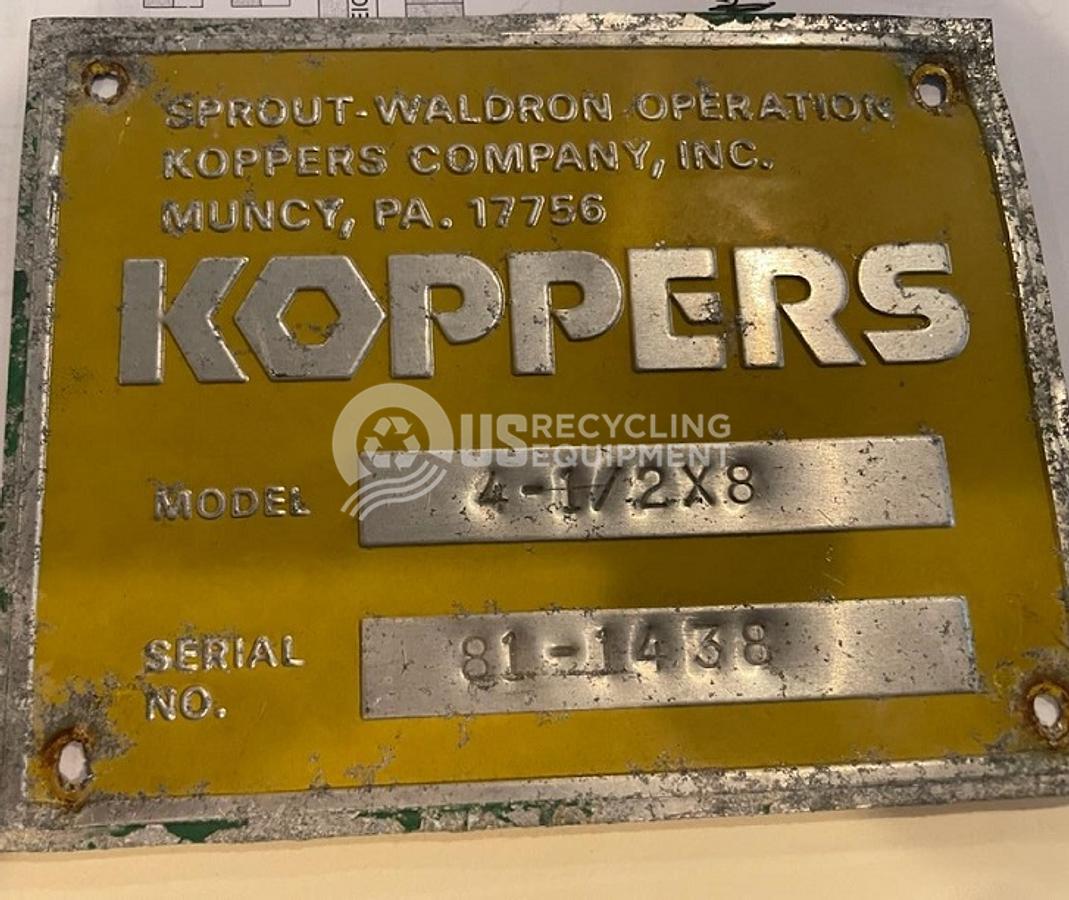 SPROUT-WALDRON OPERATION
KOPPERS COMPANY, INC.
MUNCY, PA. 17756
KOPPERS
US RECYCLING
EQUIPMENT
MODEL 4-1/2X8
SERIAL
NO. 81-1438